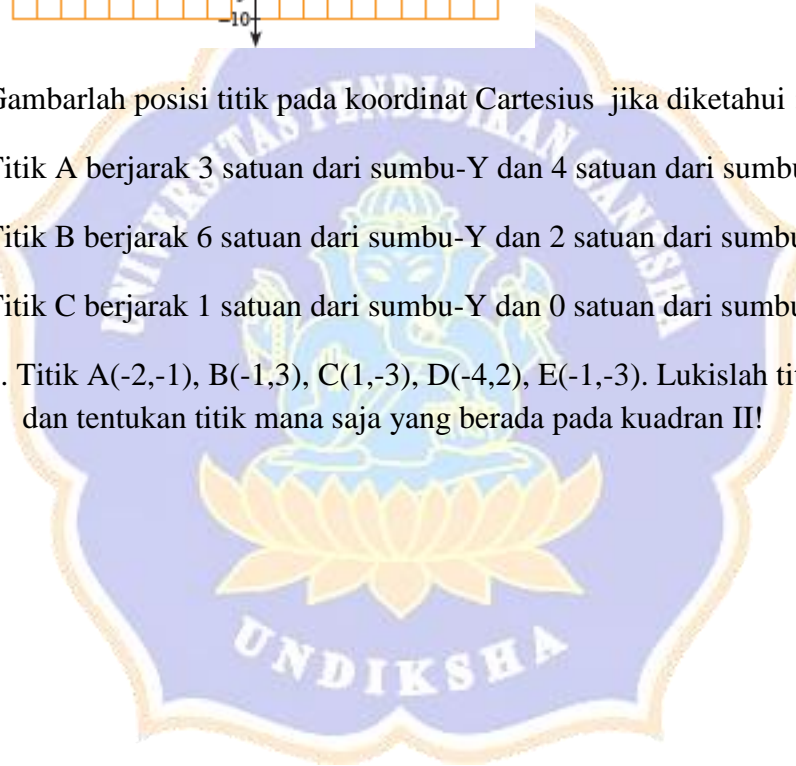 -10
Gambarlah posisi titik pada koordinat Cartesius jika diketahui
Titik A berjarak 3 satuan dari sumbu-Y dan 4 satuan dari sumbu
Titik B berjarak 6 satuan dari sumbu-Y dan 2 satuan dari sumbu
Titik C berjarak 1 satuan dari sumbu-Y dan 0 satuan dari sumbu
. Titik A(-2,-1), B(-1,3), C(1,-3), D(-4,2), E(-1,-3). Lukislah
dan tentukan titik mana saja yang berada pada kuadran II!
UNIVERSITAS PENDIDIKAN GANESHA
UNDIKSHA